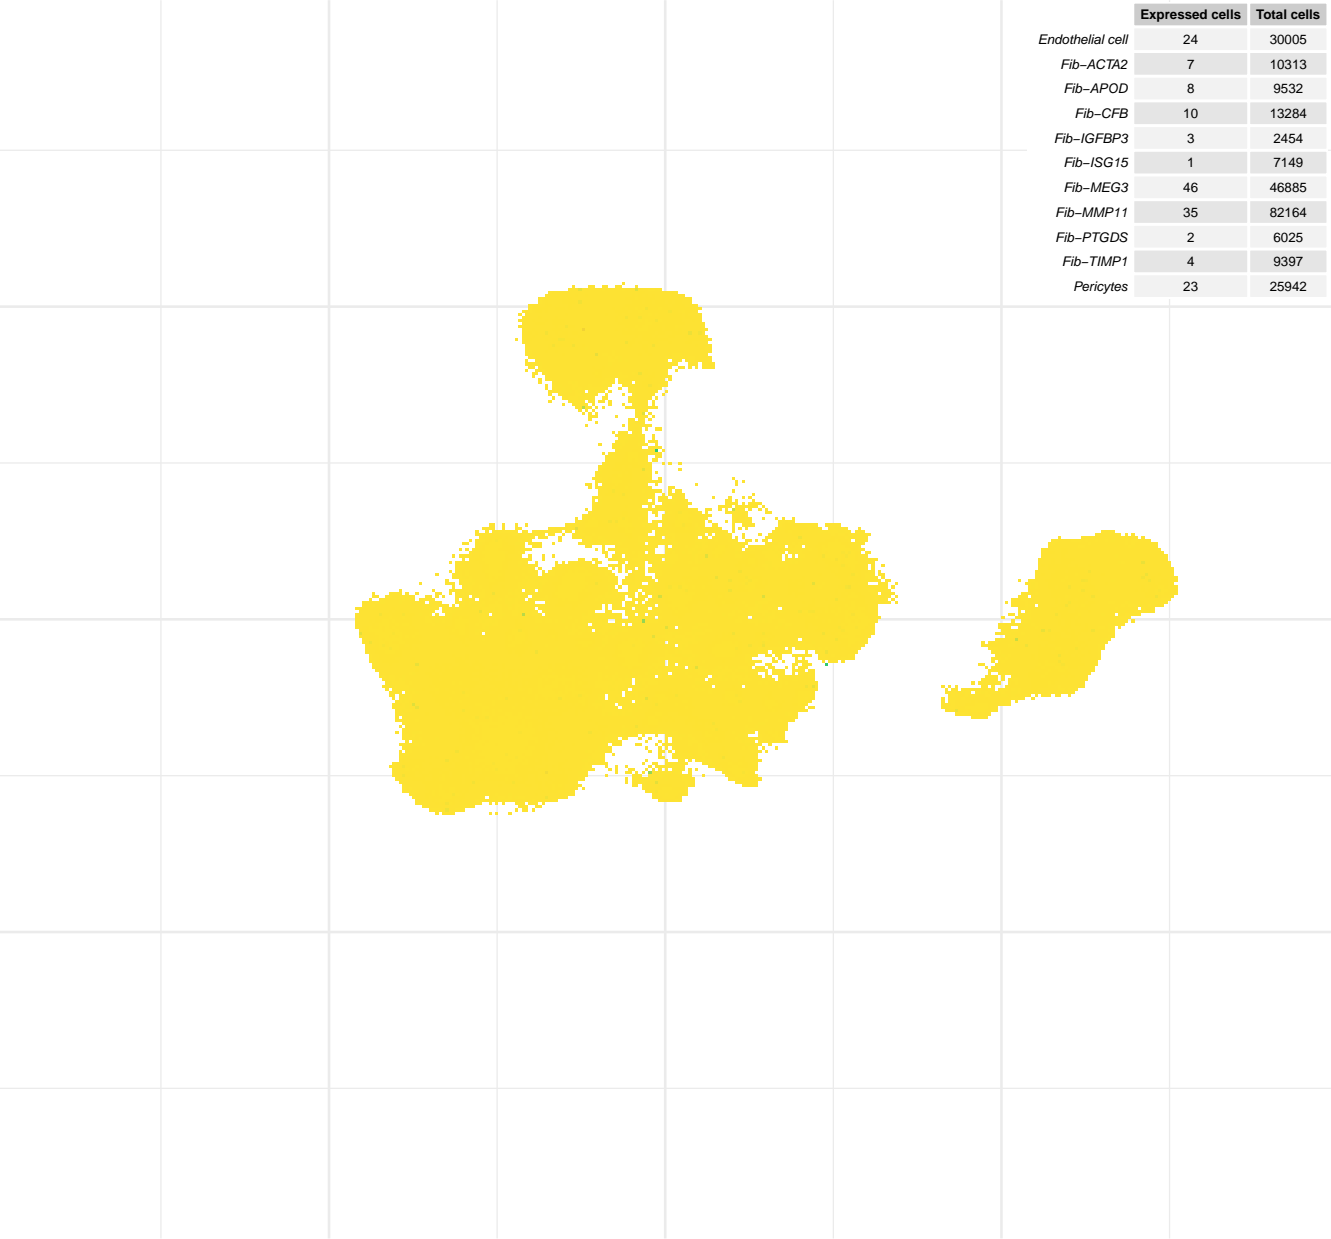 Expressed cells Total cells
Endothelial cell 24 30005
Fib−ACTA2 7 10313
Fib−APOD 8 9532
Fib−CFB 10 13284
Fib−IGFBP3 3 2454
Fib−ISG15 1 7149
Fib−MEG3 46 46885
Fib−MMP11 35 82164
Fib−PTGDS 2 6025
Fib−TIMP1 4 9397
Pericytes 23 25942